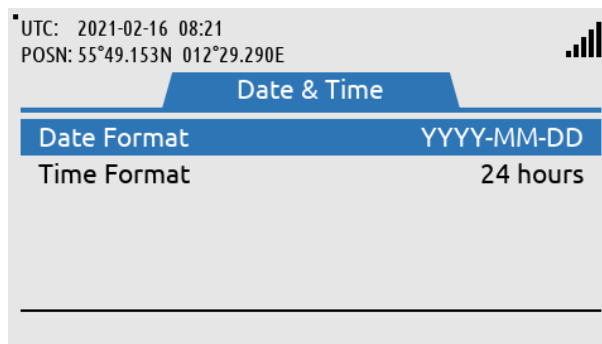 UTC: 2021-02-16 08:21
POSN: 55°49.153N 012°29.290E
Date & Time
Date Format YYYY-MM-DD
Time Format 24 hours